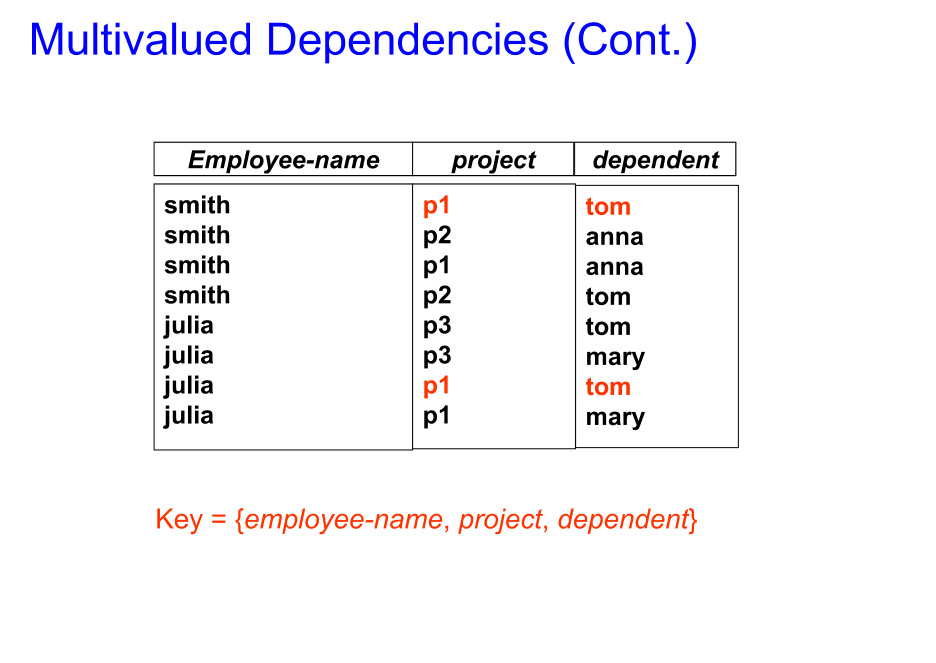 Multivalued Dependencies (Cont.)
Employee-name project dependent
smith p1 tom
smith p2 anna
smith p1 anna
smith p2 tom
julia p3 tom
julia p3 mary
julia p1 tom
julia p1 mary
Key = {employee-name, project, dependent}